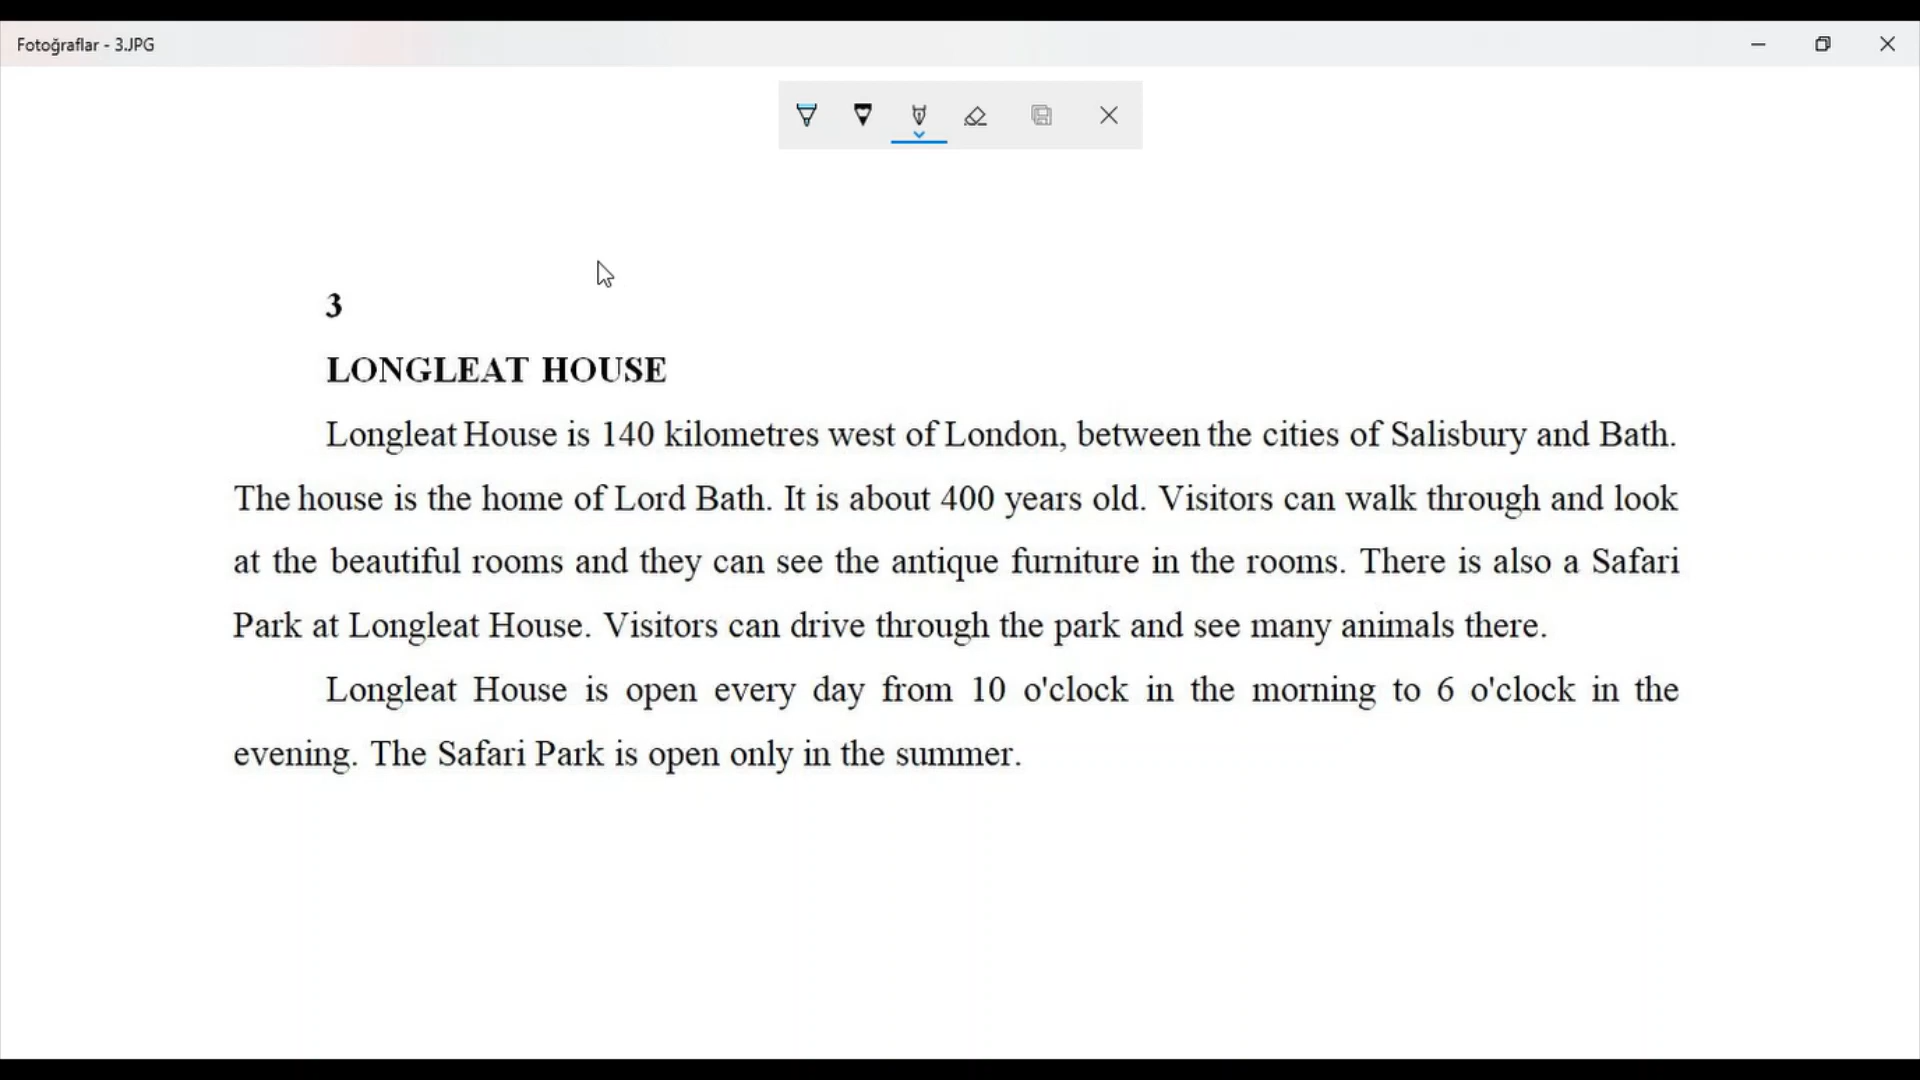 Fotoğraflar - 3.JPG
3
LONGLEAT HOUSE
Longleat House is 140 kilometres west of London, between the cities of Salisbury and Bath.
The house is the home of Lord Bath. It is about 400 years old. Visitors can walk through and look
at the beautiful rooms and they can see the antique furniture in the rooms. There is also a Safari
Park at Longleat House. Visitors can drive through the park and see many animals there.
Longleat House is open every day from 10 o'clock in the morning to 6 o'clock in the
evening. The Safari Park is open only in the summer.